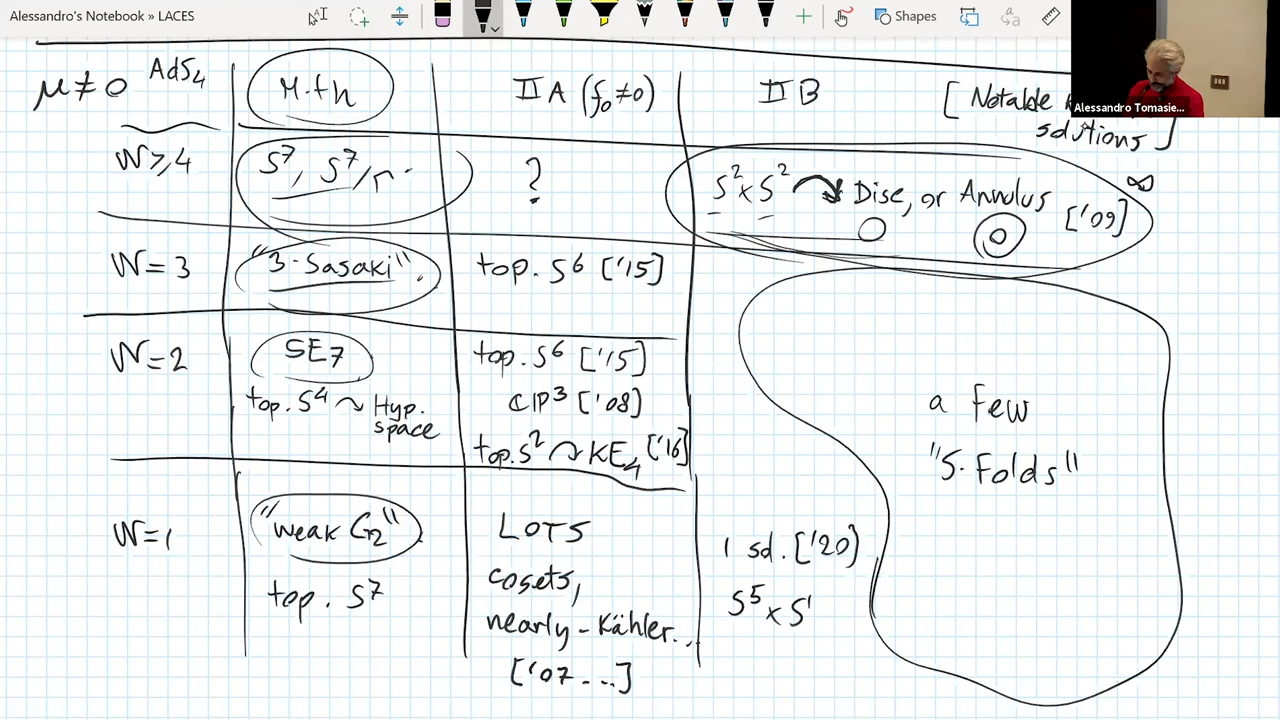 Alessandro's Notebook » LACES
Shapes
Alessandro Tomasie...
μ≠0 AdS₄ M-th IIA (f₀≠0) IIB [Notable
solutions]
N≥4 S⁷, S⁷/Γ ? S²×S² Disc, or Annulus ['09] ∞
N=3 "3-Sasaki" top. S⁶ ['15]
N=2 SE7 top. S⁶ ['15]
top. S⁴ Hyp. space CIP³ ['08]
top. S² KE₄ ['16]
a few
"S-Folds"
N=1 "weak G₂" LOTS 1 sol. ['20]
top. S⁷ cosets, S⁵×S¹
nearly-Kähler...
['07 ...]